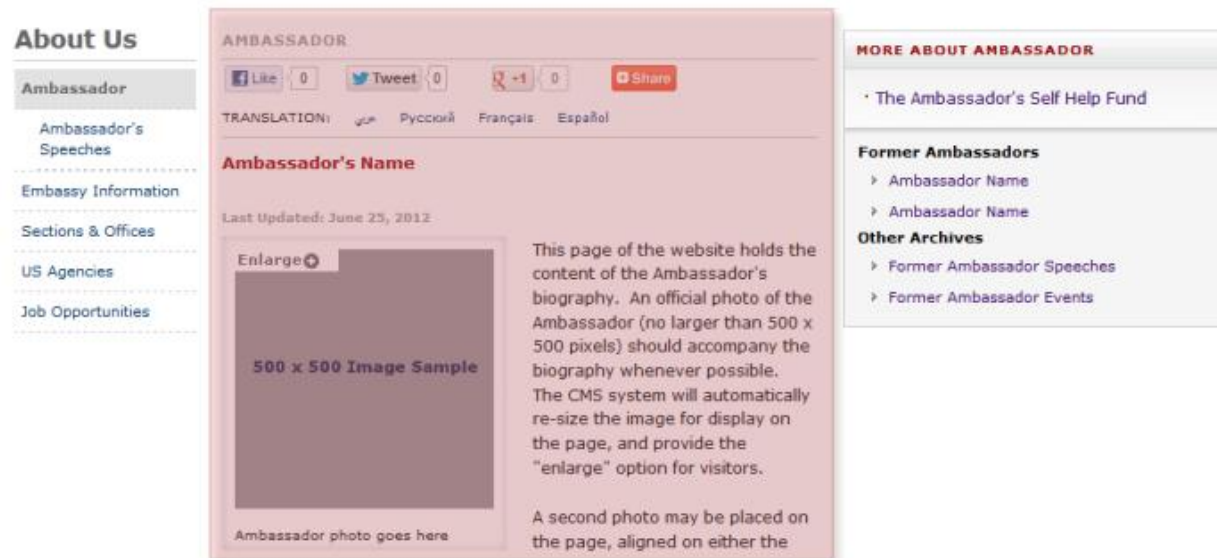 About Us
Ambassador
Ambassador's
Speeches
Embassy Information
Sections & Offices
US Agencies
Job Opportunities
AMBASSADOR
Like 0 Tweet 0 +1 0 Share
TRANSLATION: عربي Русский Français Español
Ambassador's Name
Last Updated: June 25, 2012
Enlarge
500 x 500 Image Sample
Ambassador photo goes here
This page of the website holds the
content of the Ambassador's
biography. An official photo of the
Ambassador (no larger than 500 x
500 pixels) should accompany the
biography whenever possible.
The CMS system will automatically
re-size the image for display on
the page, and provide the
"enlarge" option for visitors.
A second photo may be placed on
the page, aligned on either the
MORE ABOUT AMBASSADOR
· The Ambassador's Self Help Fund
Former Ambassadors
Ambassador Name
Ambassador Name
Other Archives
Former Ambassador Speeches
Former Ambassador Events